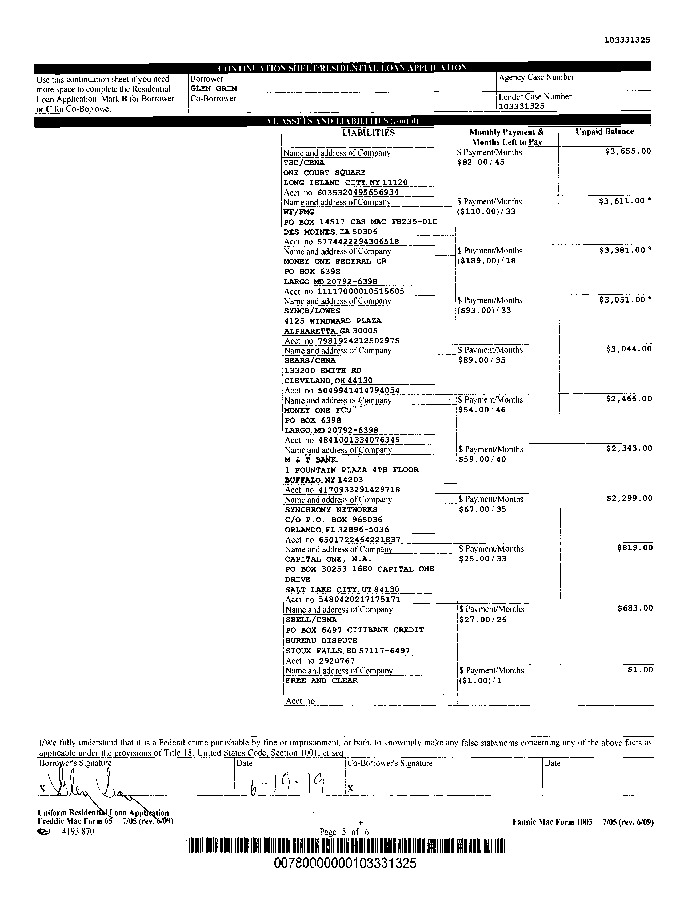 103331325
CONTINUATION SHEET/RESIDENTIAL LOAN APPLICATION
Use this continuation sheet if you need more space to complete the Residential Loan Application. Mark B for Borrower or C for Co-Borrower.
Borrower
GLEN
Co-Borrower
Agency Case Number
Lender Case Number
103331325
VI. ASSETS AND LIABILITIES (cont'd)
LIABILITIES
Monthly Payment & Months Left to Pay
Unpaid Balance
Name and address of Company $ Payment/Months $3,655.00
THD/CBNA $82.00/45
ONE COURT SQUARE
LONG ISLAND CITY, NY 11120
Acct no 6035320495656934
Name and address of Company $ Payment/Months $3,611.00 *
WF/FMG ($110.00)/33
PO BOX 14517 CBS MAC F8235-01C
DES MOINES, IA 50306
Acct no 5774422294306518
Name and address of Company $ Payment/Months $3,381.00 *
MONEY ONE FEDERAL CR ($189.00)/18
PO BOX 6398
LARGO MD 20792-6398
Acct no 11117000010515605
Name and address of Company $ Payment/Months $3,051.00 *
SYNCB/LOWES ($93.00)/33
4125 WINDWARD PLAZA
ALPHARETTA, GA 30005
Acct no 7981924212502975
Name and address of Company $ Payment/Months $3,044.00
SEARS/CBNA $89.00/35
133200 SMITH RD
CLEVELAND, OH 44130
Acct no 5049941414794054
Name and address of Company $ Payment/Months $2,466.00
MONEY ONE FCU $54.00/46
PO BOX 6398
LARGO, MD 20792-6398
Acct no 4841001334076345
Name and address of Company $ Payment/Months $2,343.00
M & T BANK $59.00/40
1 FOUNTAIN PLAZA 4TH FLOOR
BUFFALO, NY 14203
Acct no 4170933291429718
Name and address of Company $ Payment/Months $2,299.00
SYNCHRONY NETWORKS $67.00/35
C/O P.O. BOX 965036
ORLANDO, FL 32896-5036
Acct no 6501722464221837
Name and address of Company $ Payment/Months $819.00
CAPITAL ONE, N.A. $25.00/33
PO BOX 30253 1680 CAPITAL ONE
DRIVE
SALT LAKE CITY, UT 84130
Acct no 5480420217175171
Name and address of Company $ Payment/Months $683.00
SHELL/CBNA $27.00/26
PO BOX 6497 CITIBANK CREDIT
BUREAU DISPUTE
SIOUX FALLS, SD 57117-6497
Acct no 2920767
Name and address of Company $ Payment/Months $1.00
FREE AND CLEAR ($1.00)/1
Acct no
I/We fully understand that it is a Federal crime punishable by fine or imprisonment, or both, to knowingly make any false statements concerning any of the above facts as
applicable under the provisions of Title 18, United States Code, Section 1001, et seq.
Borrower's Signature Date Co-Borrower's Signature Date
X 6-19-19 X
Uniform Residential Loan Application
Freddie Mac Form 65 7/05 (rev. 6/09) Fannie Mae Form 1003 7/05 (rev. 6/09)
4193 870 Page 5 of 6
00780000000103331325